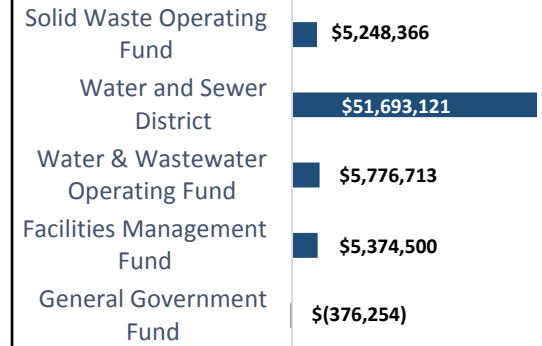 Solid Waste Operating
Fund
$5,248,366
Water and Sewer
District
$51,693,121
Water & Wastewater
Operating Fund
$5,776,713
Facilities Management
Fund
$5,374,500
General Government
Fund
$(376,254)